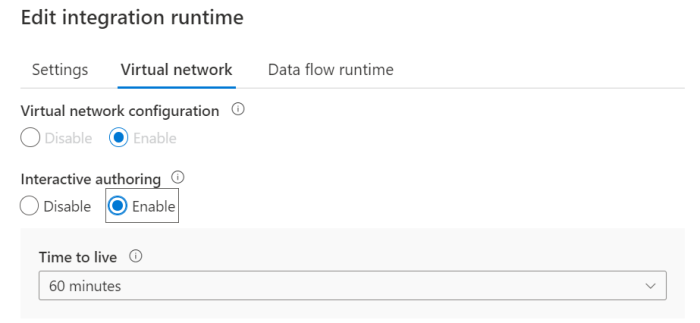 Edit integration runtime
Settings Virtual network Data flow runtime
Virtual network configuration
Disable Enable
Interactive authoring
Disable Enable
Time to live
60 minutes